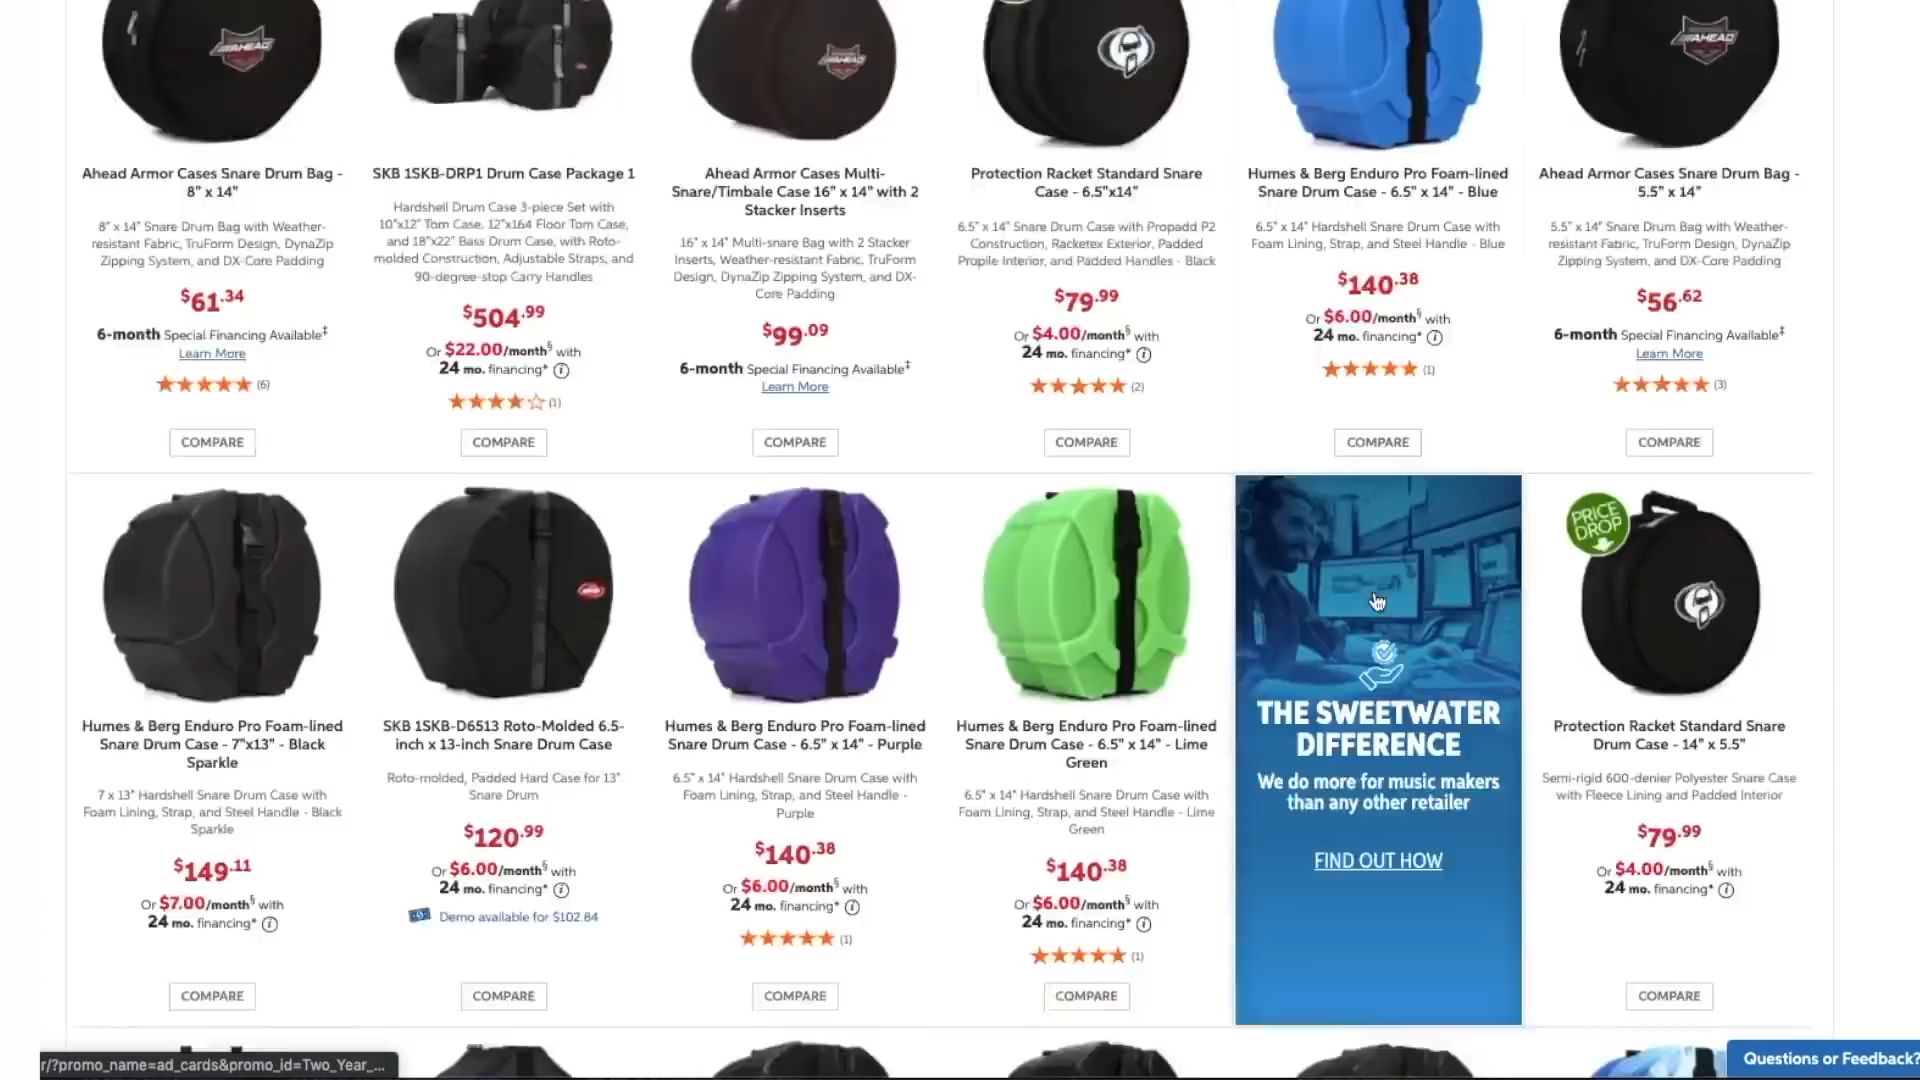 AHEAD
AHEAD
AHEAD
Ahead Armor Cases Snare Drum Bag -
8" x 14"
8" x 14" Snare Drum Bag with Weather-
resistant Fabric, TruForm Design, DynaZip
Zipping System, and DX-Core Padding
$61.34
6-month Special Financing Available‡
Learn More
(6)
COMPARE
SKB 1SKB-DRP1 Drum Case Package 1
Hardshell Drum Case 3-piece Set with
10"x12" Tom Case, 12"x164 Floor Tom Case,
and 18"x22" Bass Drum Case, with Roto-
molded Construction, Adjustable Straps, and
90-degree-stop Carry Handles
$504.99
Or $22.00/month§ with
24 mo. financing*
(1)
COMPARE
Ahead Armor Cases Multi-
Snare/Timbale Case 16" x 14" with 2
Stacker Inserts
16" x 14" Multi-snare Bag with 2 Stacker
Inserts, Weather-resistant Fabric, TruForm
Design, DynaZip Zipping System, and DX-
Core Padding
$99.09
6-month Special Financing Available‡
Learn More
COMPARE
Protection Racket Standard Snare
Case - 6.5"x14"
6.5" x 14" Snare Drum Case with Propadd P2
Construction, Racketex Exterior, Padded
Propile Interior, and Padded Handles - Black
$79.99
Or $4.00/month§ with
24 mo. financing*
(2)
COMPARE
Humes & Berg Enduro Pro Foam-lined
Snare Drum Case - 6.5" x 14" - Blue
6.5" x 14" Hardshell Snare Drum Case with
Foam Lining, Strap, and Steel Handle - Blue
$140.38
Or $6.00/month§ with
24 mo. financing*
(1)
COMPARE
Ahead Armor Cases Snare Drum Bag -
5.5" x 14"
5.5" x 14" Snare Drum Bag with Weather-
resistant Fabric, TruForm Design, DynaZip
Zipping System, and DX-Core Padding
$56.62
6-month Special Financing Available‡
Learn More
(3)
COMPARE
Humes & Berg Enduro Pro Foam-lined
Snare Drum Case - 7"x13" - Black
Sparkle
7 x 13" Hardshell Snare Drum Case with
Foam Lining, Strap, and Steel Handle - Black
Sparkle
$149.11
Or $7.00/month§ with
24 mo. financing*
COMPARE
SKB 1SKB-D6513 Roto-Molded 6.5-
inch x 13-inch Snare Drum Case
Roto-molded, Padded Hard Case for 13"
Snare Drum
$120.99
Or $6.00/month§ with
24 mo. financing*
Demo available for $102.84
COMPARE
Humes & Berg Enduro Pro Foam-lined
Snare Drum Case - 6.5" x 14" - Purple
6.5" x 14" Hardshell Snare Drum Case with
Foam Lining, Strap, and Steel Handle -
Purple
$140.38
Or $6.00/month§ with
24 mo. financing*
(1)
COMPARE
Humes & Berg Enduro Pro Foam-lined
Snare Drum Case - 6.5" x 14" - Lime
Green
6.5" x 14" Hardshell Snare Drum Case with
Foam Lining, Strap, and Steel Handle - Lime
Green
$140.38
Or $6.00/month§ with
24 mo. financing*
(1)
COMPARE
THE SWEETWATER
DIFFERENCE
We do more for music makers
than any other retailer
FIND OUT HOW
PRICE
DROP
Protection Racket Standard Snare
Drum Case - 14" x 5.5"
Semi-rigid 600-denier Polyester Snare Case
with Fleece Lining and Padded Interior
$79.99
Or $4.00/month§ with
24 mo. financing*
COMPARE
r/?promo_name=ad_cards&promo_id=Two_Year_...
Questions or Feedback?